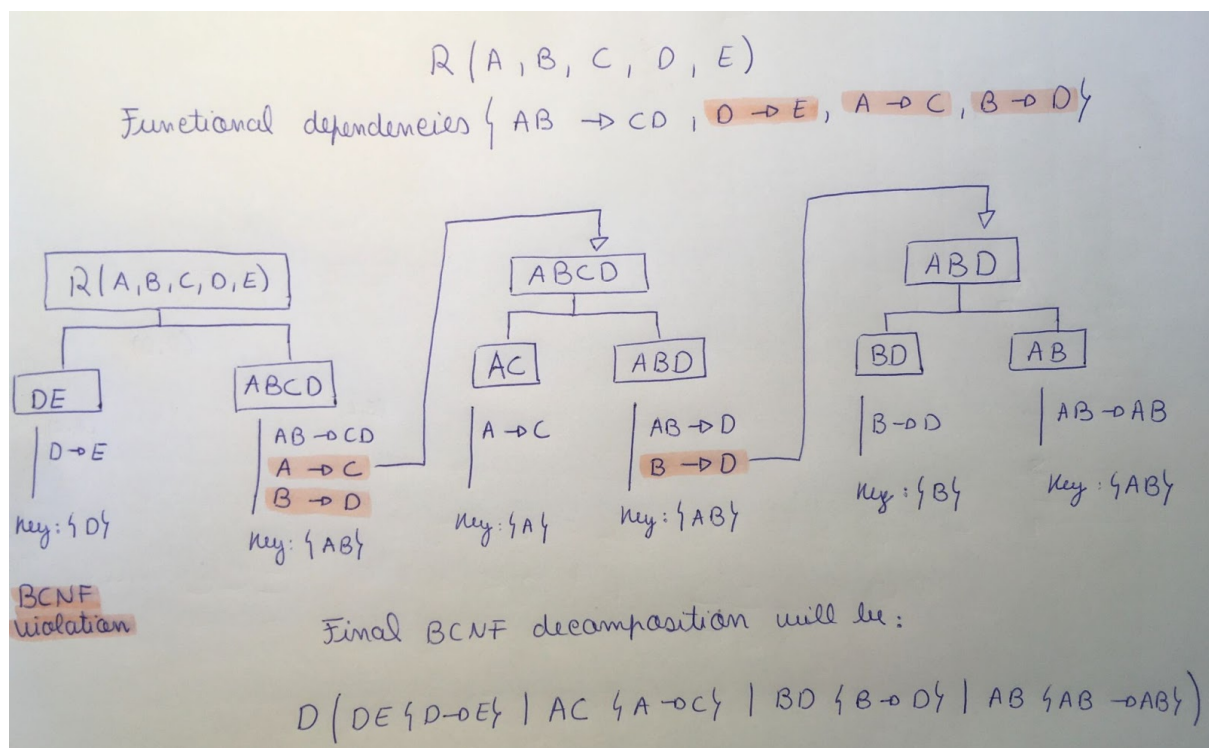 R(A, B, C, D, E)
Functional dependencies { AB → CD, D → E, A → C, B → D}
R(A,B,C,D,E)
DE
D → E
Key: {D}
ABCD
AB → CD
A → C
B → D
Key: {AB}
ABCD
AC
A → C
Key: {A}
ABD
AB → D
B → D
Key: {AB}
ABD
BD
B → D
Key: {B}
AB
AB → AB
Key: {AB}
BCNF
violation
Final BCNF decomposition will be:
D(DE {D→E} | AC {A→C} | BD {B→D} | AB {AB→AB})